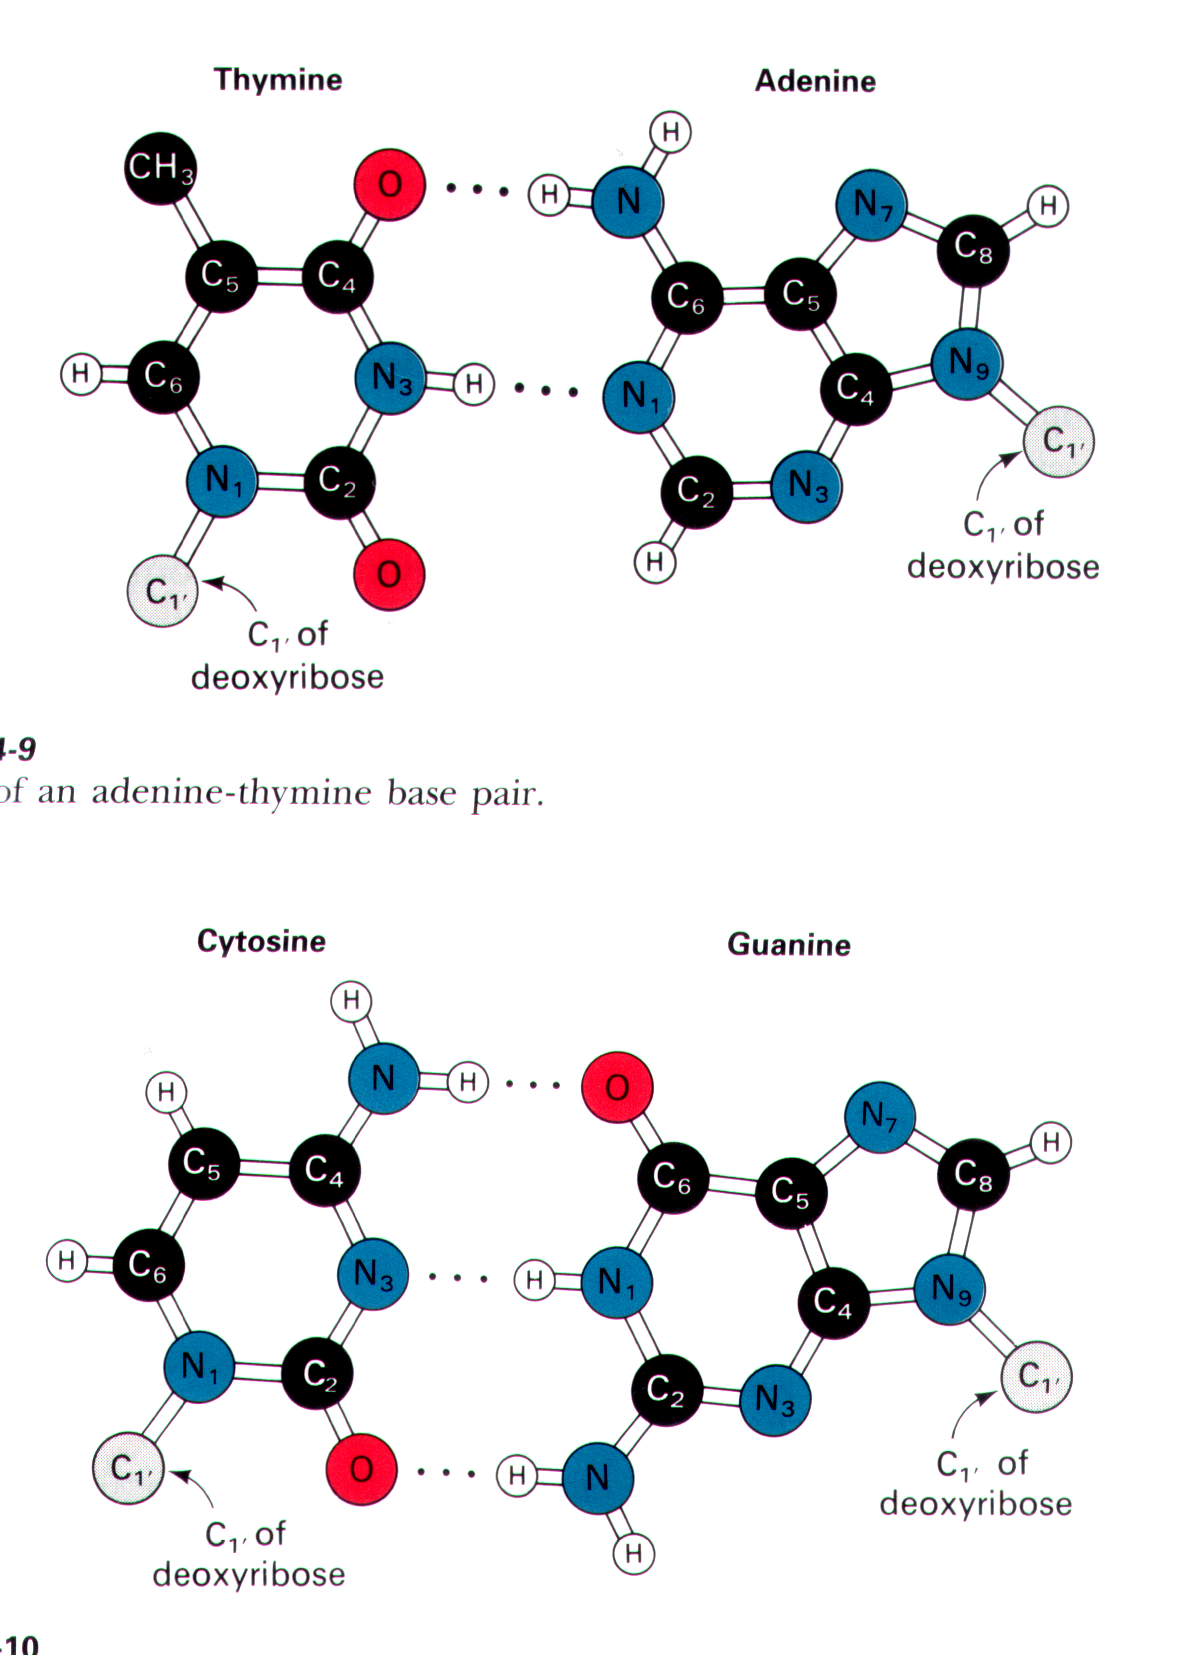 Thymine
Adenine
CH₃
O
H
H
N
N₇
H
C₅
C₄
C₆
C₅
C₈
H
C₆
N₃
H
N₁
C₄
N₉
N₁
C₂
C₂
N₃
C₁′
C₁′
O
H
C₁′ of
deoxyribose
C₁′ of
deoxyribose
4-9
of an adenine-thymine base pair.
Cytosine
Guanine
H
H
N
H
O
N₇
H
C₅
C₄
C₆
C₅
C₈
H
C₆
N₃
H
N₁
C₄
N₉
N₁
C₂
C₂
N₃
C₁′
C₁′
O
H
N
H
C₁′ of
deoxyribose
C₁′ of
deoxyribose
-10